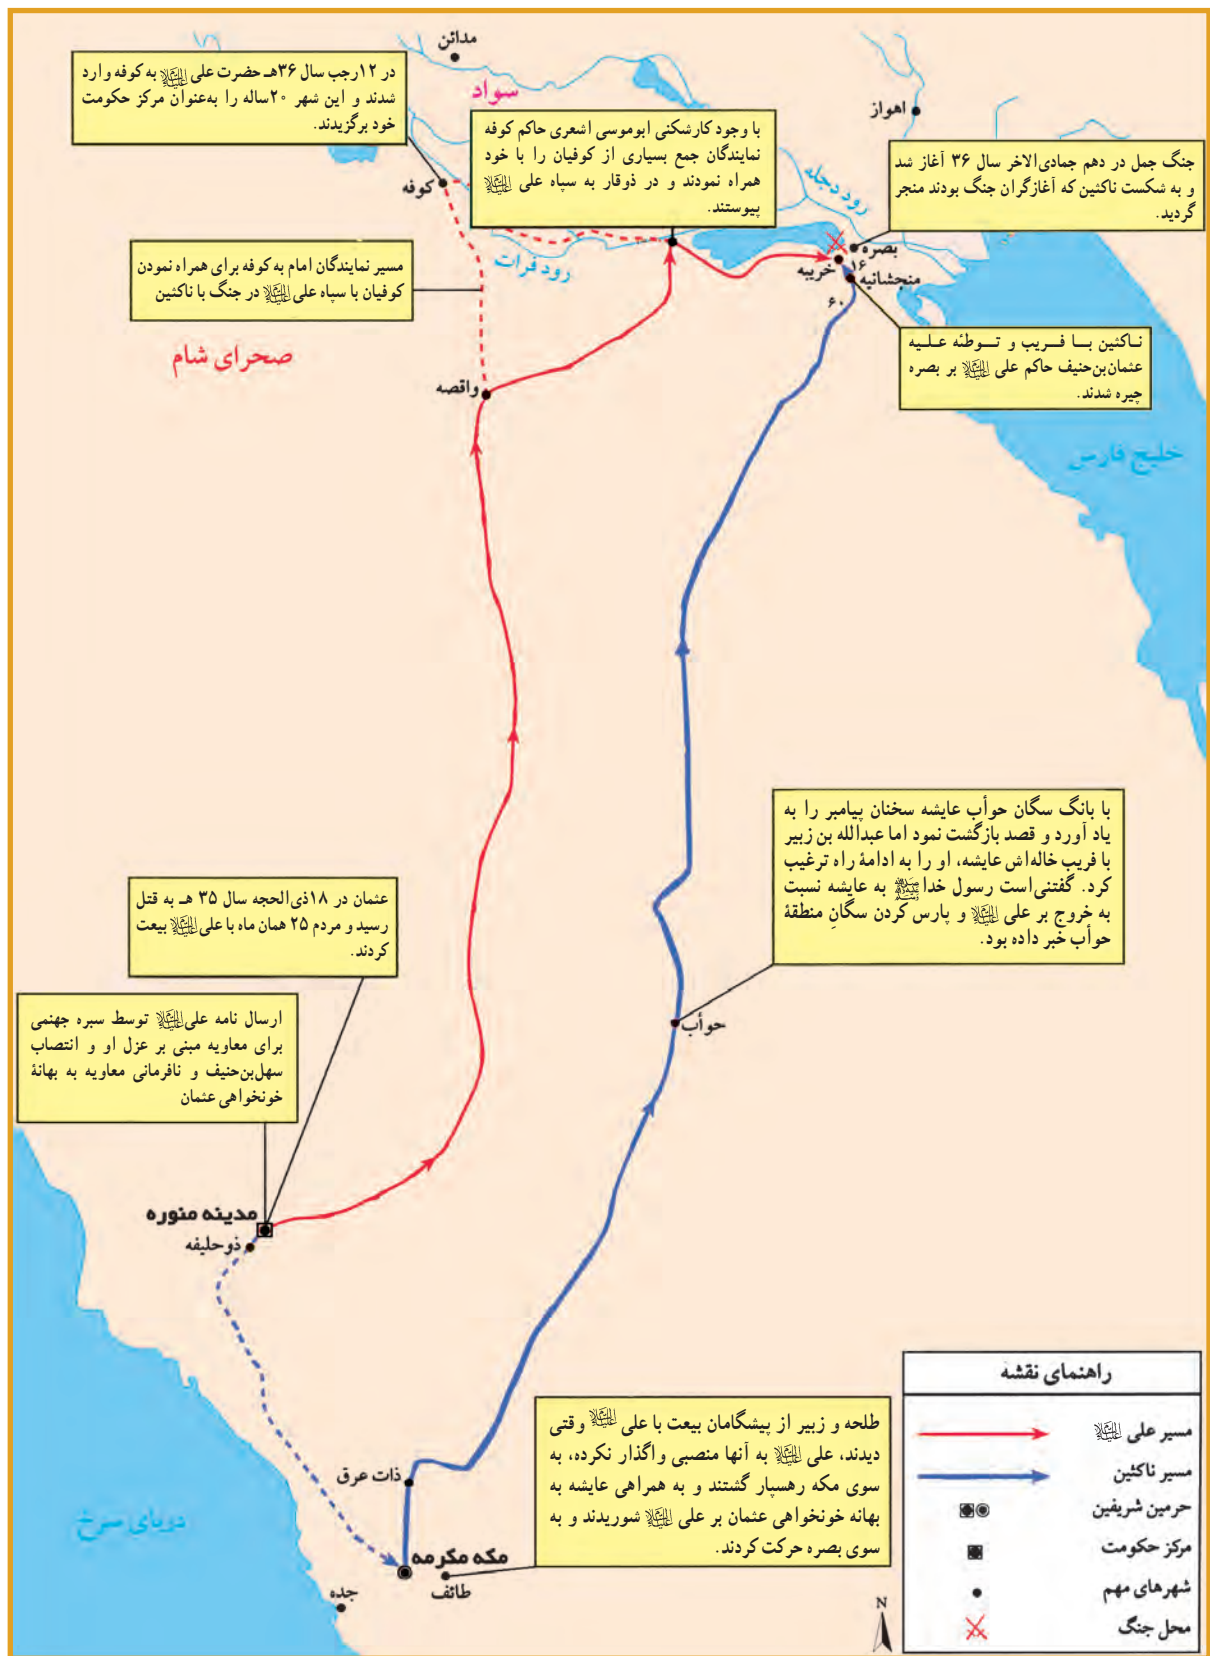 مدائن
سواد
اهواز
در ۱۲رجب سال ۳۶هـ حضرت علی علیه‌السلام به کوفه وارد
شدند و این شهر ۲۰ساله را به‌عنوان مرکز حکومت
خود برگزیدند.
با وجود کارشکنی ابوموسی اشعری حاکم کوفه
نمایندگان جمع بسیاری از کوفیان را با خود
همراه نمودند و در ذوقار به سپاه علی علیه‌السلام
پیوستند.
جنگ جمل در دهم جمادی‌الاخر سال ۳۶ آغاز شد
و به شکست ناکثین که آغازگران جنگ بودند منجر
گردید.
کوفه
رود دجله
رود فرات
بصره
خریبه
۱۶
منجشانیه
۶۰
مسیر نمایندگان امام به کوفه برای همراه نمودن
کوفیان با سپاه علی علیه‌السلام در جنگ با ناکثین
ناکثین با فریب و توطئه علیه
عثمان‌بن‌حنیف حاکم علی علیه‌السلام بر بصره
چیره شدند.
صحرای شام
واقصه
خلیج فارس
با بانگ سگان حوأب عایشه سخنان پیامبر را به
یاد آورد و قصد بازگشت نمود اما عبدالله بن زبیر
با فریب خاله‌اش عایشه، او را به ادامهٔ راه ترغیب
کرد. گفتنی‌است رسول خدا ﷺ به عایشه نسبت
به خروج بر علی علیه‌السلام و پارس کردن سگانِ منطقهٔ
حوأب خبر داده بود.
حوأب
عثمان در ۱۸ذی‌الحجه سال ۳۵ هـ به قتل
رسید و مردم ۲۵ همان ماه با علی علیه‌السلام بیعت
کردند.
ارسال نامه علی علیه‌السلام توسط سبره جهنمی
برای معاویه مبنی بر عزل او و انتصاب
سهل‌بن‌حنیف و نافرمانی معاویه به بهانهٔ
خونخواهی عثمان
مدینه منوره
ذوحلیفه
طلحه و زبیر از پیشگامان بیعت با علی علیه‌السلام وقتی
دیدند، علی علیه‌السلام به آنها منصبی واگذار نکرده، به
سوی مکه رهسپار گشتند و به همراهی عایشه به
بهانه خونخواهی عثمان بر علی علیه‌السلام شوریدند و به
سوی بصره حرکت کردند.
ذات عرق
مکه مکرمه
طائف
جده
دریای سرخ
N
راهنمای نقشه
مسیر علی علیه‌السلام
مسیر ناکثین
حرمین شریفین
مرکز حکومت
شهرهای مهم
محل جنگ